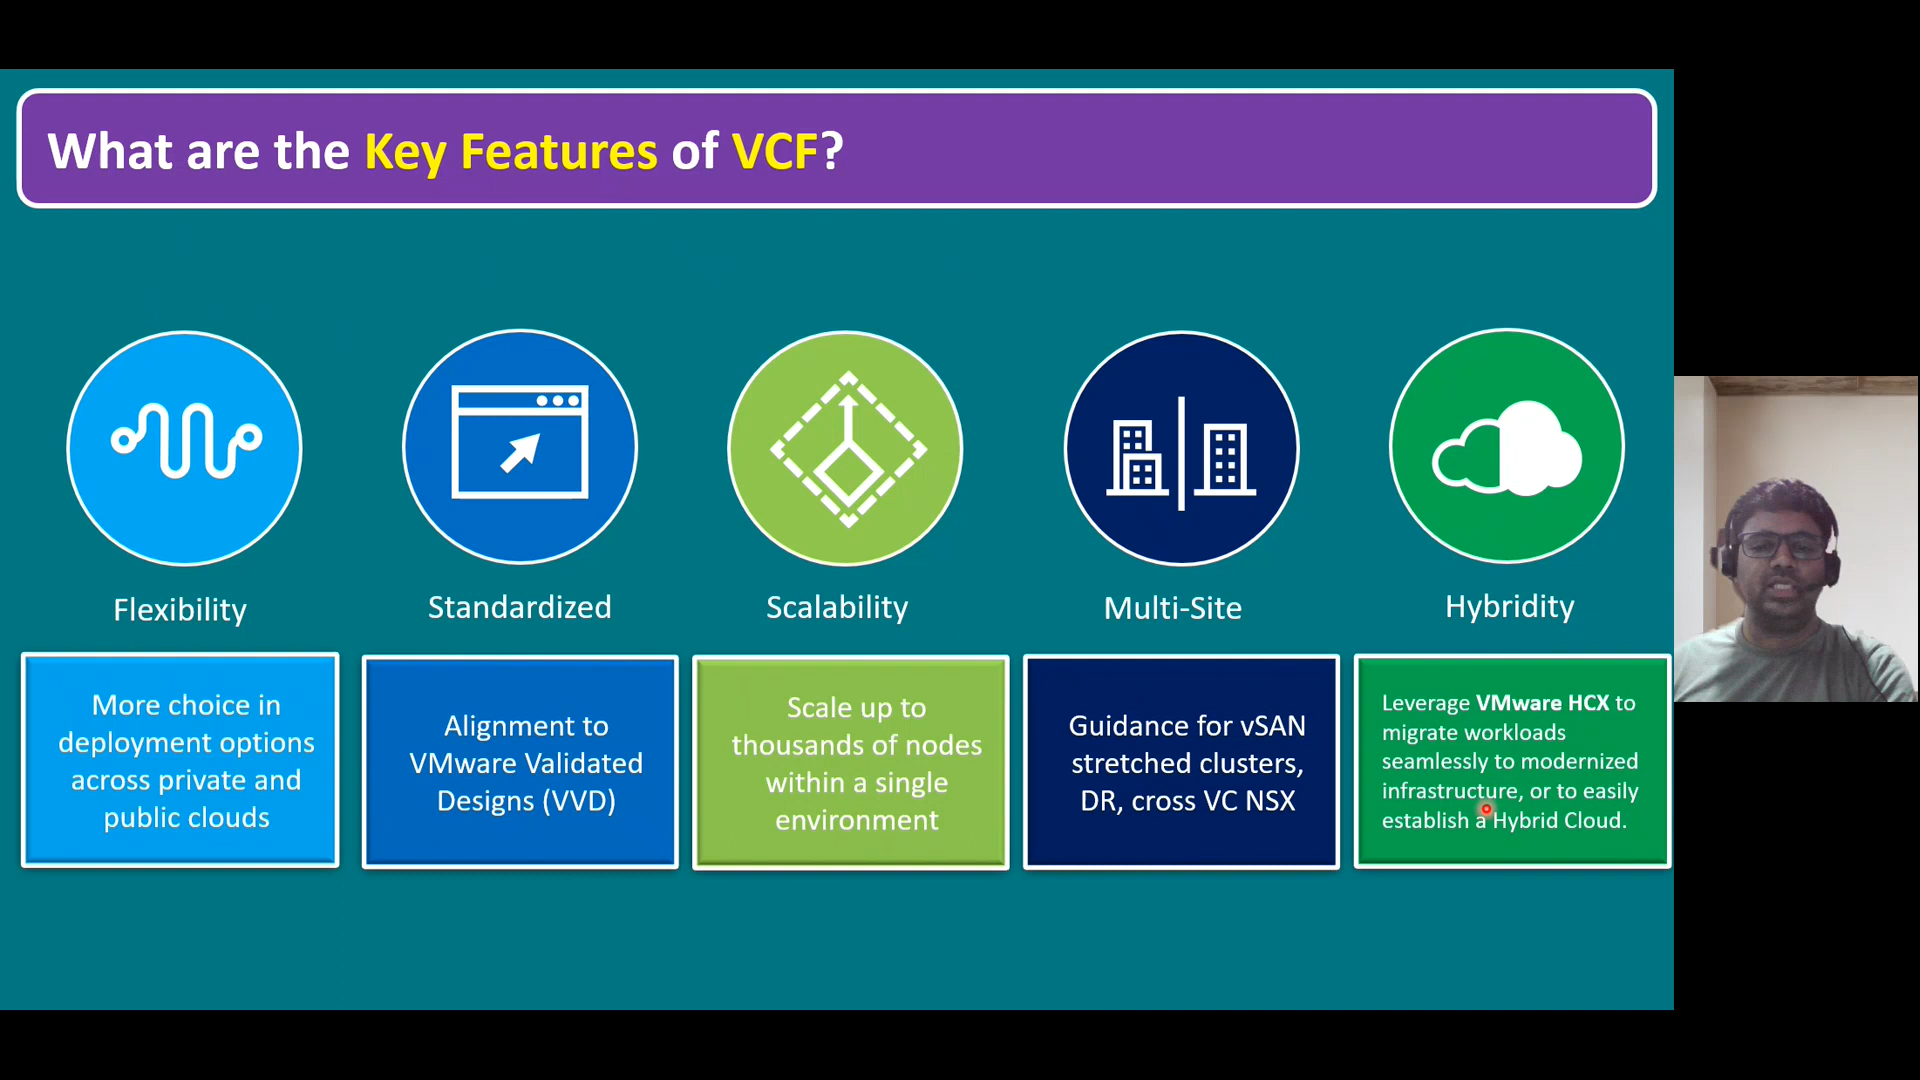 What are the Key Features of VCF?
Flexibility
More choice in
deployment options
across private and
public clouds
Standardized
Alignment to
VMware Validated
Designs (VVD)
Scalability
Scale up to
thousands of nodes
within a single
environment
Multi-Site
Guidance for vSAN
stretched clusters,
DR, cross VC NSX
Hybridity
Leverage VMware HCX to
migrate workloads
seamlessly to modernized
infrastructure, or to easily
establish a Hybrid Cloud.